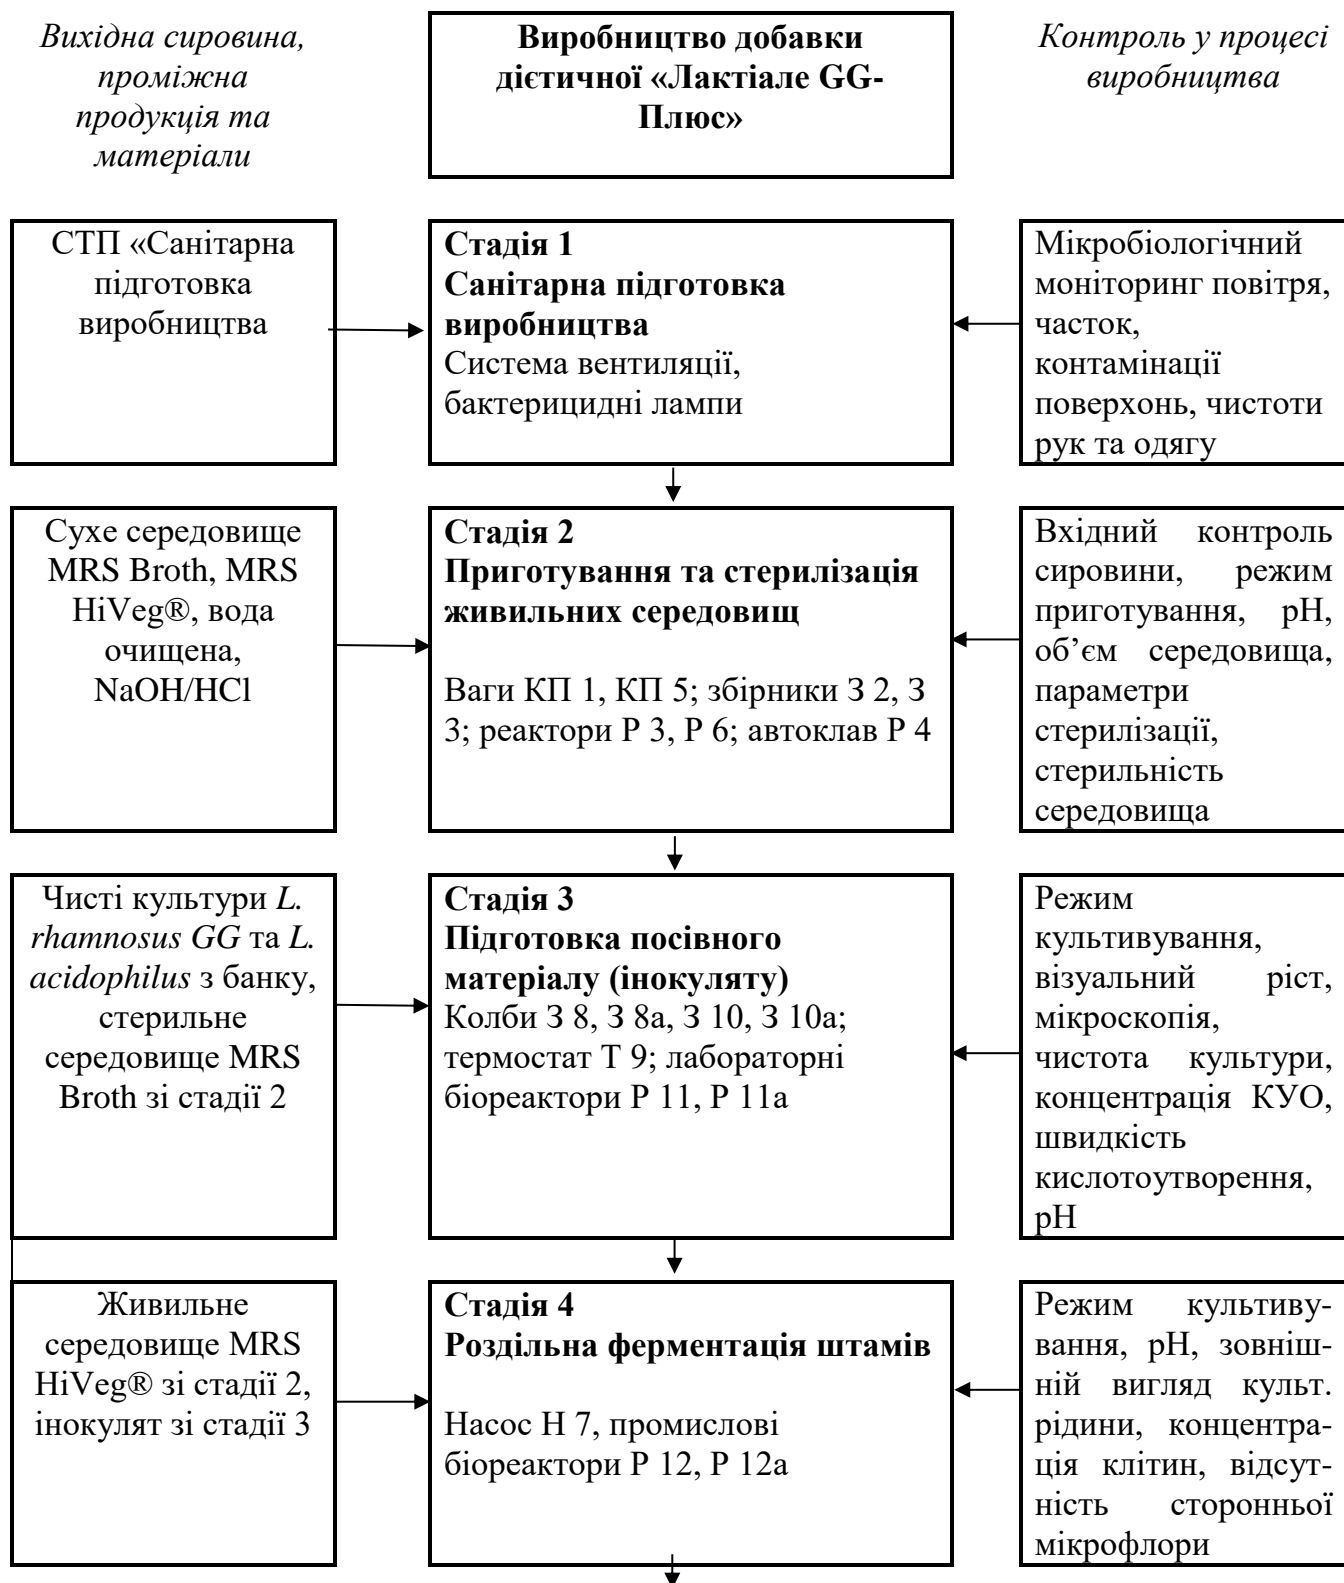 Вихідна сировина,
проміжна
продукція та
матеріали
Виробництво добавки
дієтичної «Лактіале GG-
Плюс»
Контроль у процесі
виробництва
СТП «Санітарна
підготовка
виробництва
Стадія 1
Санітарна підготовка
виробництва
Система вентиляції,
бактерицидні лампи
Мікробіологічний
моніторинг повітря,
часток,
контамінації
поверхонь, чистоти
рук та одягу
Сухе середовище
MRS Broth, MRS
HiVeg®, вода
очищена,
NaOH/HCl
Стадія 2
Приготування та стерилізація
живильних середовищ
Ваги КП 1, КП 5; збірники З 2, З
3; реактори Р 3, Р 6; автоклав Р 4
Вхідний контроль
сировини, режим
приготування, pH,
об’єм середовища,
параметри
стерилізації,
стерильність
середовища
Чисті культури L.
rhamnosus GG та L.
acidophilus з банку,
стерильне
середовище MRS
Broth зі стадії 2
Стадія 3
Підготовка посівного
матеріалу (інокуляту)
Колби З 8, З 8а, З 10, З 10а;
термостат Т 9; лабораторні
біореактори Р 11, Р 11а
Режим
культивування,
візуальний ріст,
мікроскопія,
чистота культури,
концентрація КУО,
швидкість
кислотоутворення,
pH
Живильне
середовище MRS
HiVeg® зі стадії 2,
інокулят зі стадії 3
Стадія 4
Роздільна ферментація штамів
Насос Н 7, промислові
біореактори Р 12, Р 12а
Режим культиву-
вання, pH, зовніш-
ній вигляд культ.
рідини, концентра-
ція клітин, відсут-
ність сторонньої
мікрофлори